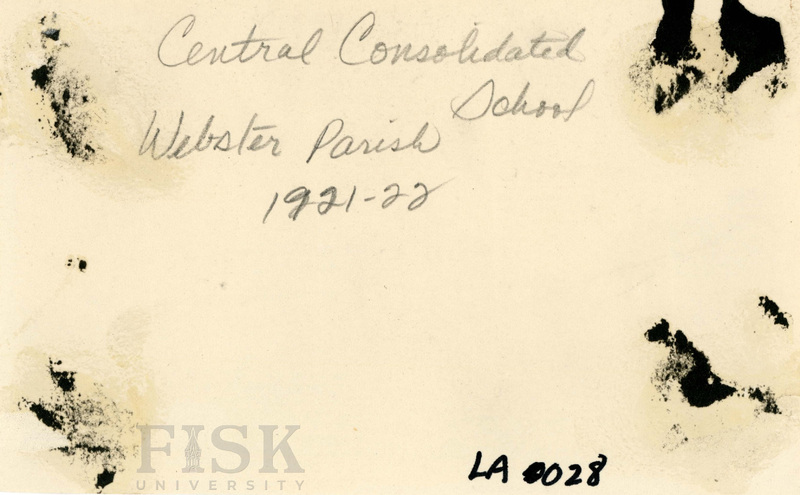 Central Consolidated
School
Webster Parish
1921-22
FISK
UNIVERSITY
LA 0028